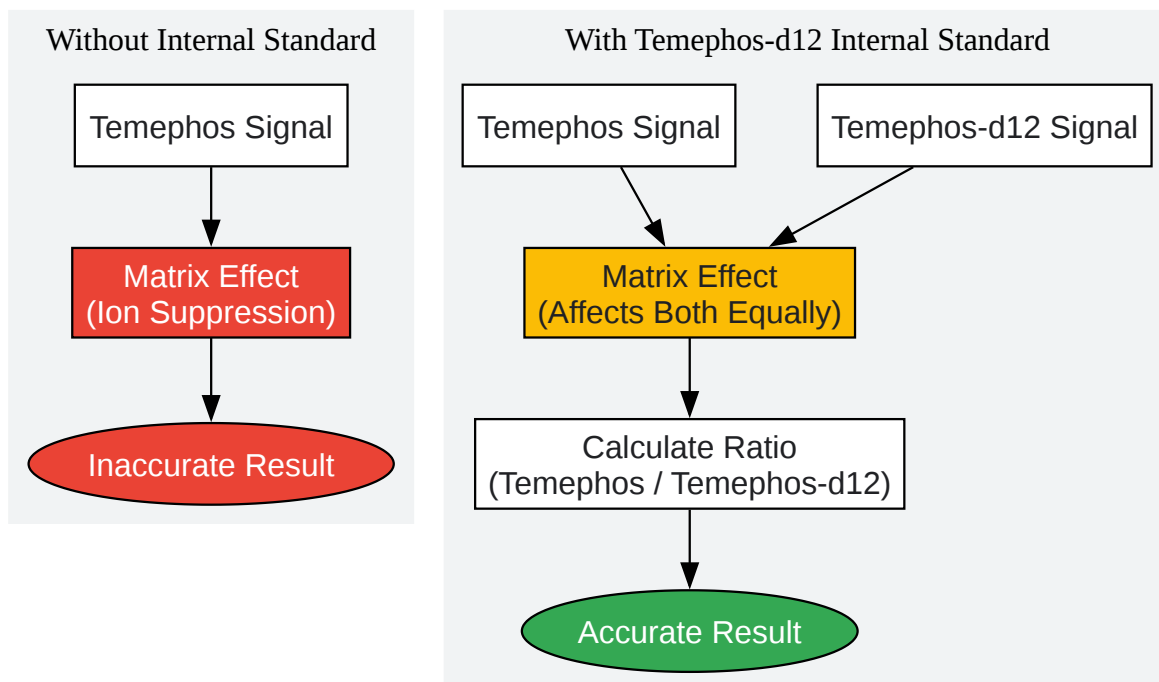 Without Internal Standard
Temephos Signal
Matrix Effect
(Ion Suppression)
Inaccurate Result
With Temephos-d12 Internal Standard
Temephos Signal
Temephos-d12 Signal
Matrix Effect
(Affects Both Equally)
Calculate Ratio
(Temephos / Temephos-d12)
Accurate Result